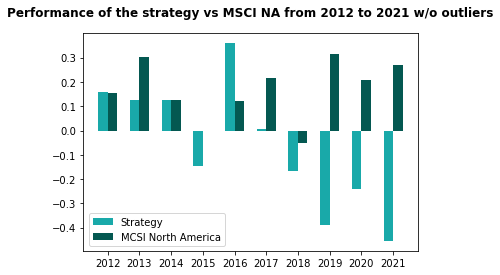 Performance of the strategy vs MSCI NA from 2012 to 2021 w/o outliers
0.3
0.2
0.1
0.0
−0.1
−0.2
−0.3
−0.4
Strategy
MCSI North America
2012 2013 2014 2015 2016 2017 2018 2019 2020 2021